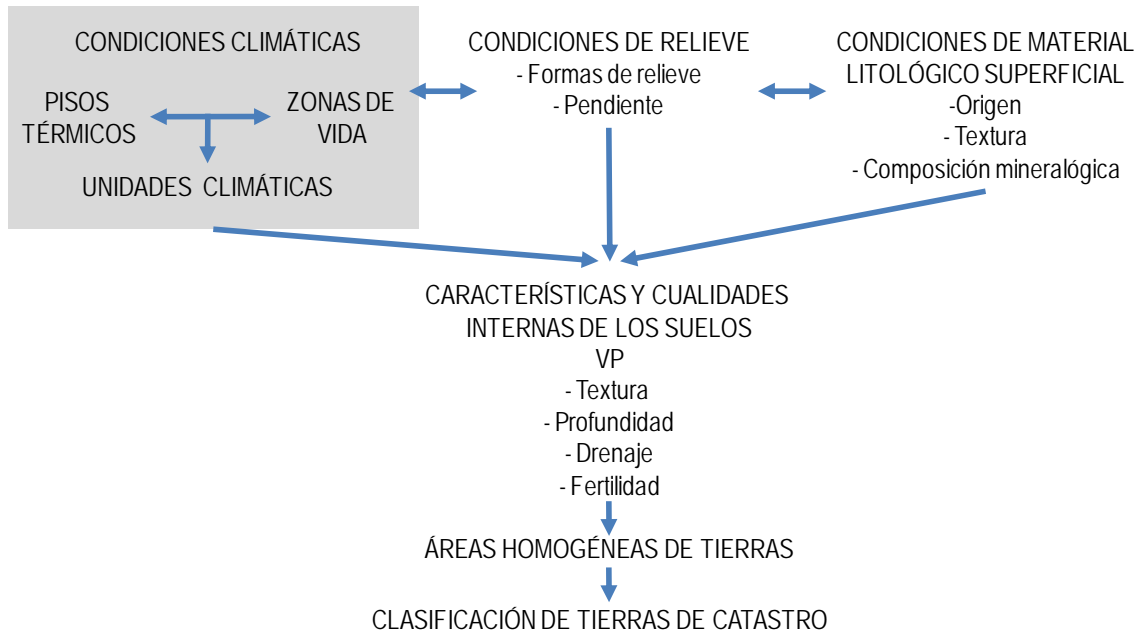 CONDICIONES CLIMÁTICAS
PISOS
TÉRMICOS
ZONAS DE
VIDA
UNIDADES CLIMÁTICAS
CONDICIONES DE RELIEVE
- Formas de relieve
- Pendiente
CONDICIONES DE MATERIAL
LITOLÓGICO SUPERFICIAL
-Origen
- Textura
- Composición mineralógica
CARACTERÍSTICAS Y CUALIDADES
INTERNAS DE LOS SUELOS
VP
- Textura
- Profundidad
- Drenaje
- Fertilidad
ÁREAS HOMOGÉNEAS DE TIERRAS
CLASIFICACIÓN DE TIERRAS DE CATASTRO